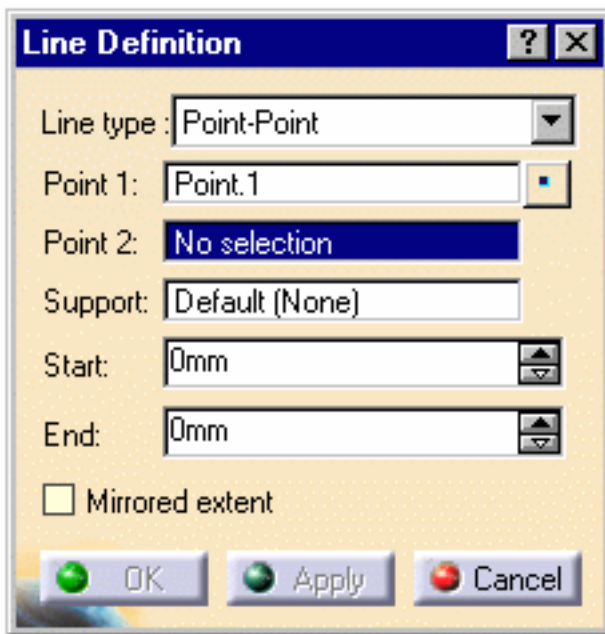 Line Definition ? X
Line type : Point-Point
Point 1: Point.1
Point 2: No selection
Support: Default (None)
Start: 0mm
End: 0mm
Mirrored extent
OK Apply Cancel